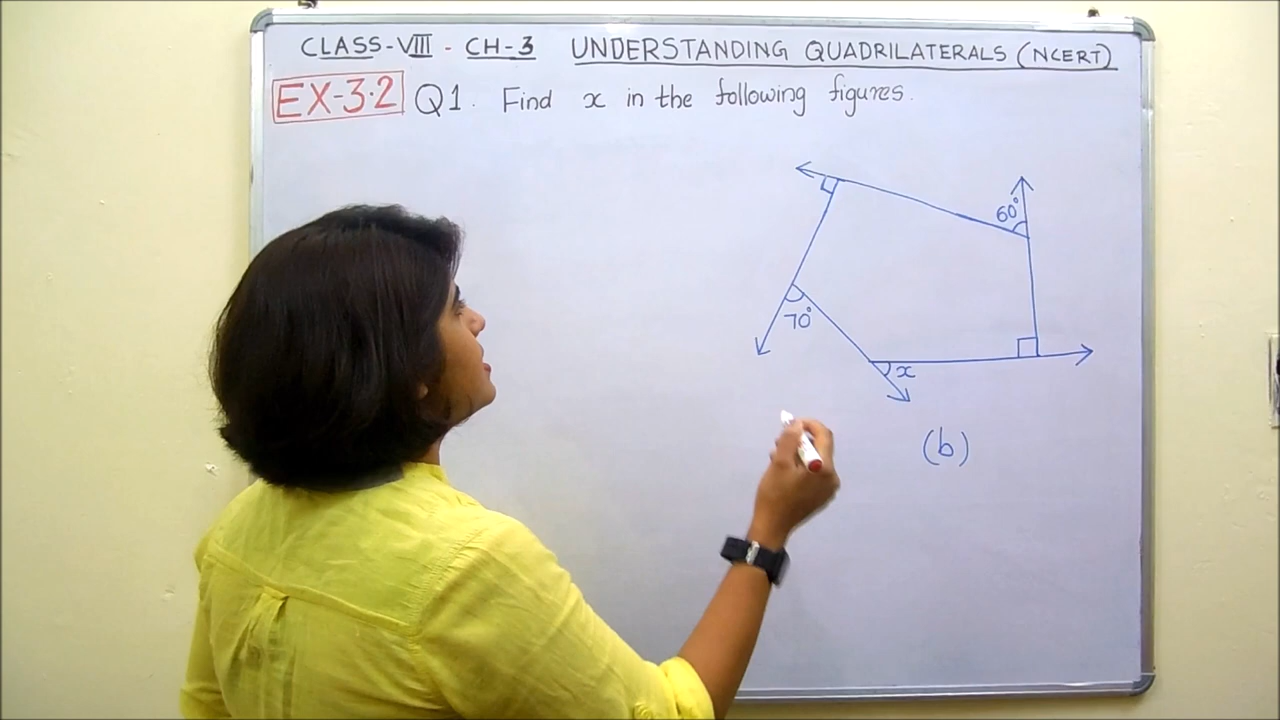 CLASS-VIII - CH-3 UNDERSTANDING QUADRILATERALS (NCERT)
EX-3.2 Q1. Find x in the following figures.
60°
70°
x
(b)